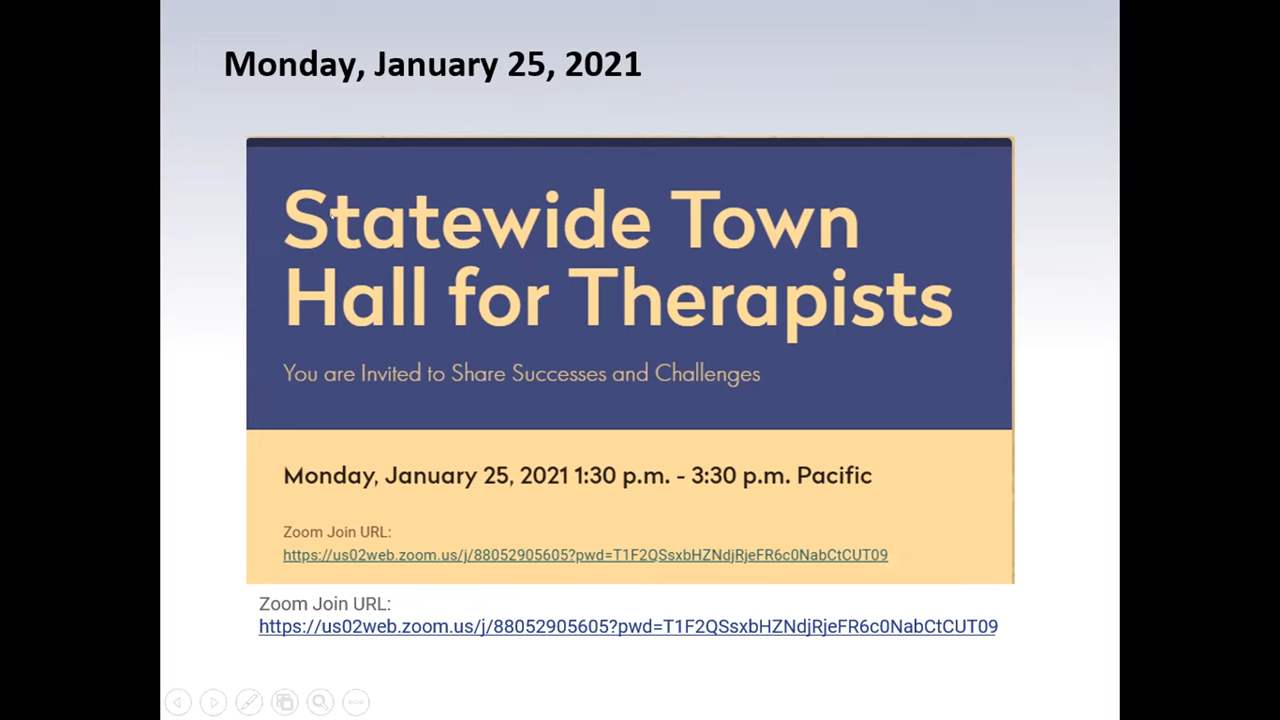 Monday, January 25, 2021
Statewide Town
Hall for Therapists
You are Invited to Share Successes and Challenges
Monday, January 25, 2021 1:30 p.m. - 3:30 p.m. Pacific
Zoom Join URL:
https://us02web.zoom.us/j/88052905605?pwd=T1F2QSsxbHZNdjRjeFR6c0NabCtCUT09
Zoom Join URL:
https://us02web.zoom.us/j/88052905605?pwd=T1F2QSsxbHZNdjRjeFR6c0NabCtCUT09